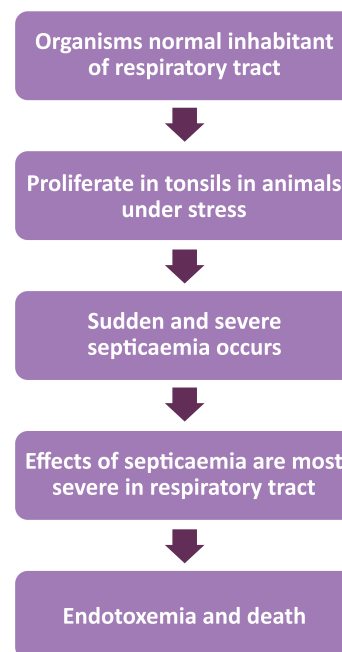 Organisms normal inhabitant
of respiratory tract
Proliferate in tonsils in animals
under stress
Sudden and severe
septicaemia occurs
Effects of septicaemia are most
severe in respiratory tract
Endotoxemia and death